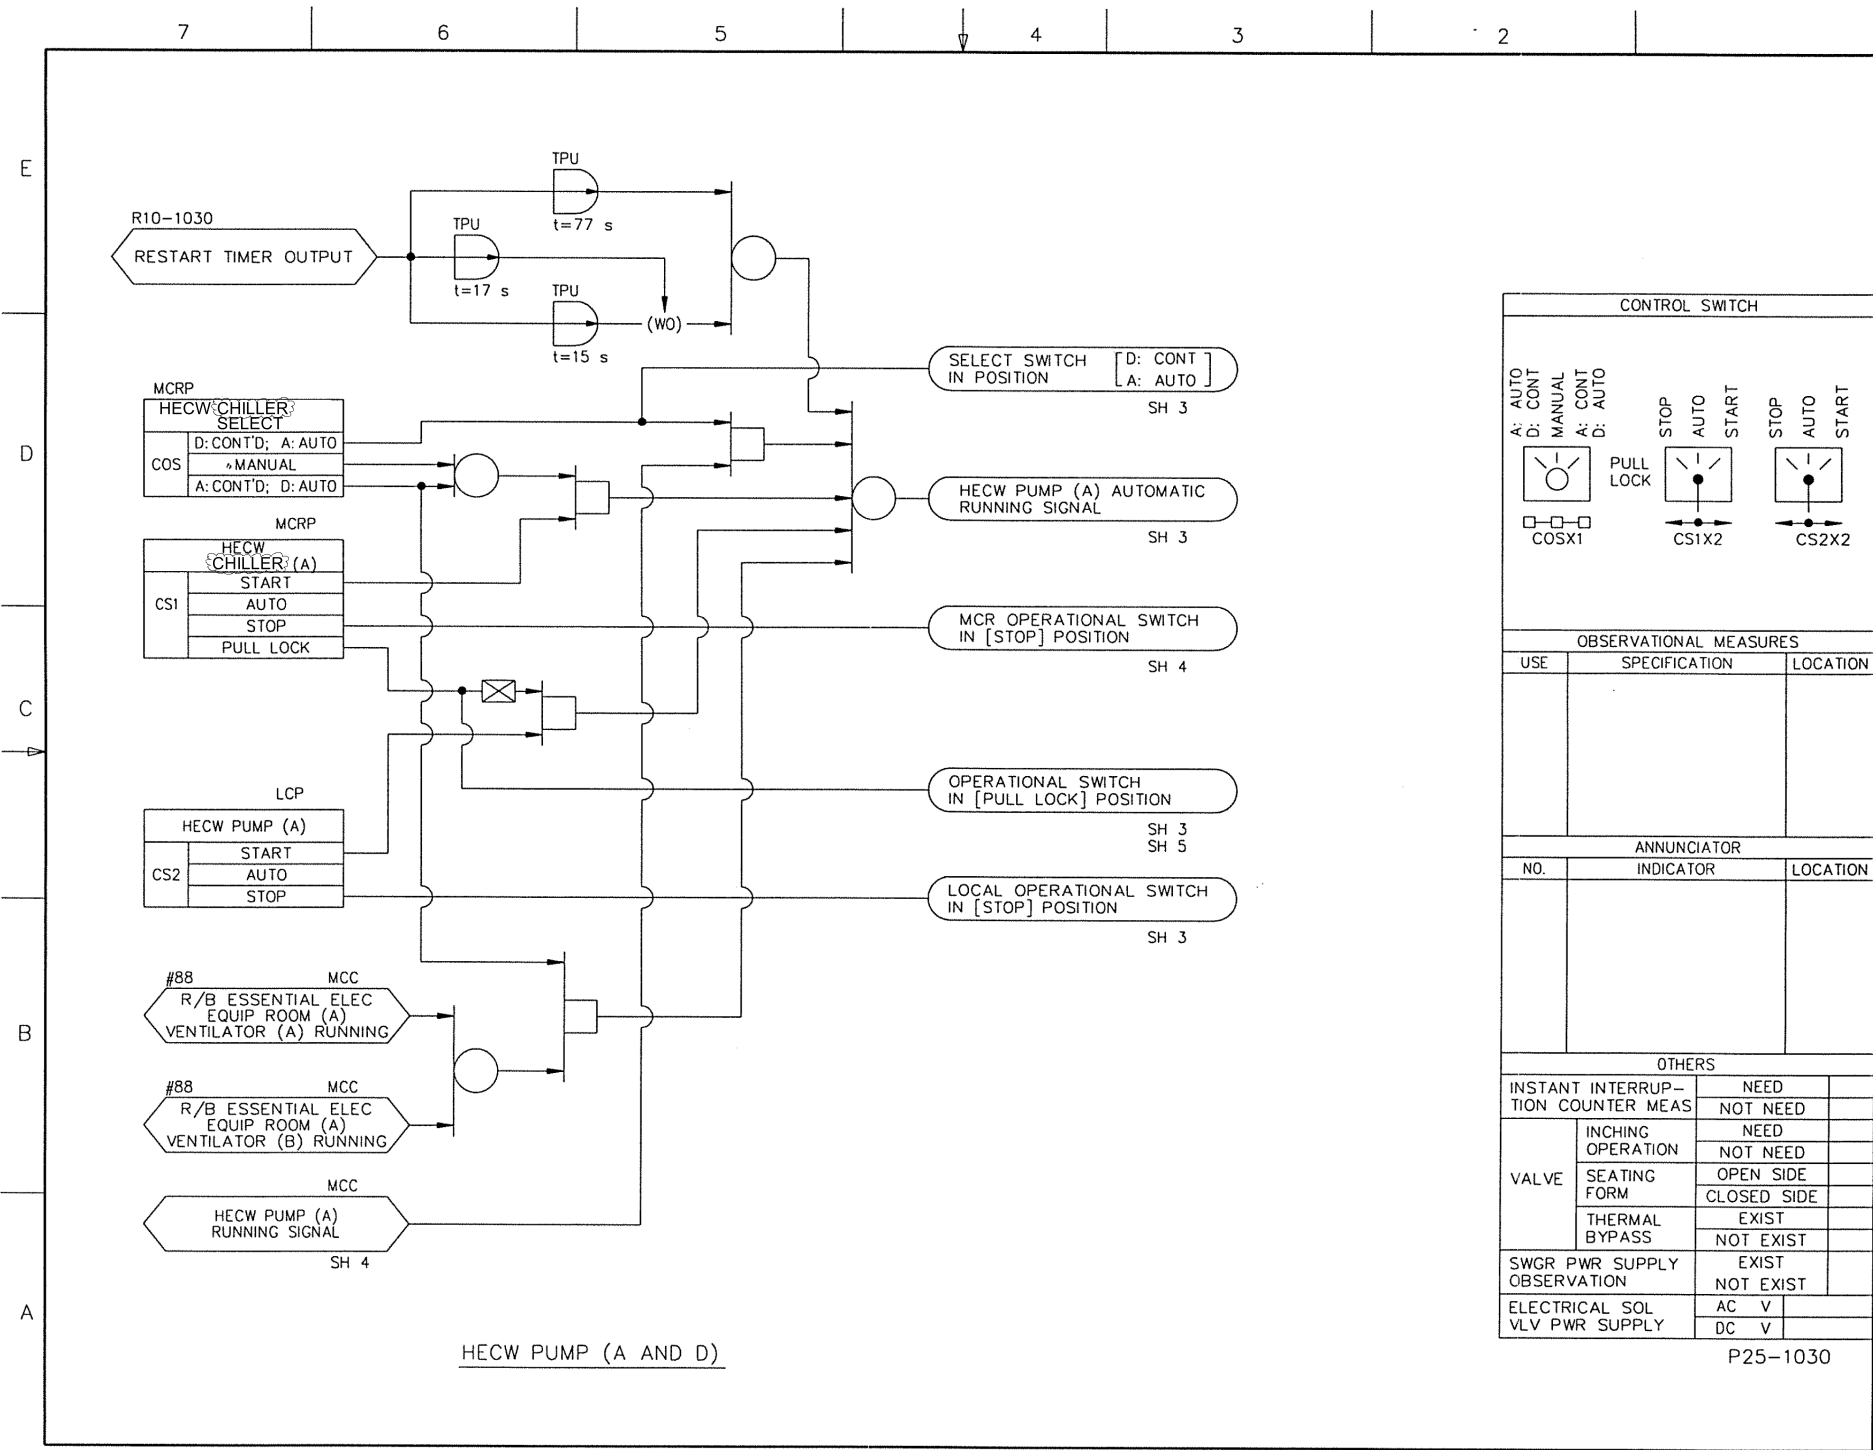 7 6 5 4 3 2
E
D
C
B
A
TPU
t=77 s
R10-1030
RESTART TIMER OUTPUT
TPU
t=17 s
TPU
(WO)
t=15 s
MCRP
HECW CHILLER
SELECT
COS
D: CONT'D; A: AUTO
MANUAL
A: CONT'D; D: AUTO
MCRP
HECW
CHILLER (A)
CS1
START
AUTO
STOP
PULL LOCK
LCP
HECW PUMP (A)
CS2
START
AUTO
STOP
#88 MCC
R/B ESSENTIAL ELEC
EQUIP ROOM (A)
VENTILATOR (A) RUNNING
#88 MCC
R/B ESSENTIAL ELEC
EQUIP ROOM (A)
VENTILATOR (B) RUNNING
MCC
HECW PUMP (A)
RUNNING SIGNAL
SH 4
SELECT SWITCH [D: CONT
IN POSITION A: AUTO]
SH 3
HECW PUMP (A) AUTOMATIC
RUNNING SIGNAL
SH 3
MCR OPERATIONAL SWITCH
IN [STOP] POSITION
SH 4
OPERATIONAL SWITCH
IN [PULL LOCK] POSITION
SH 3
SH 5
LOCAL OPERATIONAL SWITCH
IN [STOP] POSITION
SH 3
HECW PUMP (A AND D)
CONTROL SWITCH
A: AUTO
D: CONT
MANUAL
A: CONT
D: AUTO
STOP
AUTO
START
STOP
AUTO
START
PULL
LOCK
COSX1
CS1X2
CS2X2
OBSERVATIONAL MEASURES
USE SPECIFICATION LOCATION
ANNUNCIATOR
NO. INDICATOR LOCATION
OTHERS
INSTANT INTERRUP-
TION COUNTER MEAS
NEED
NOT NEED
VALVE
INCHING
OPERATION
NEED
NOT NEED
SEATING
FORM
OPEN SIDE
CLOSED SIDE
THERMAL
BYPASS
EXIST
NOT EXIST
SWGR PWR SUPPLY
OBSERVATION
EXIST
NOT EXIST
ELECTRICAL SOL
VLV PWR SUPPLY
AC V
DC V
P25-1030